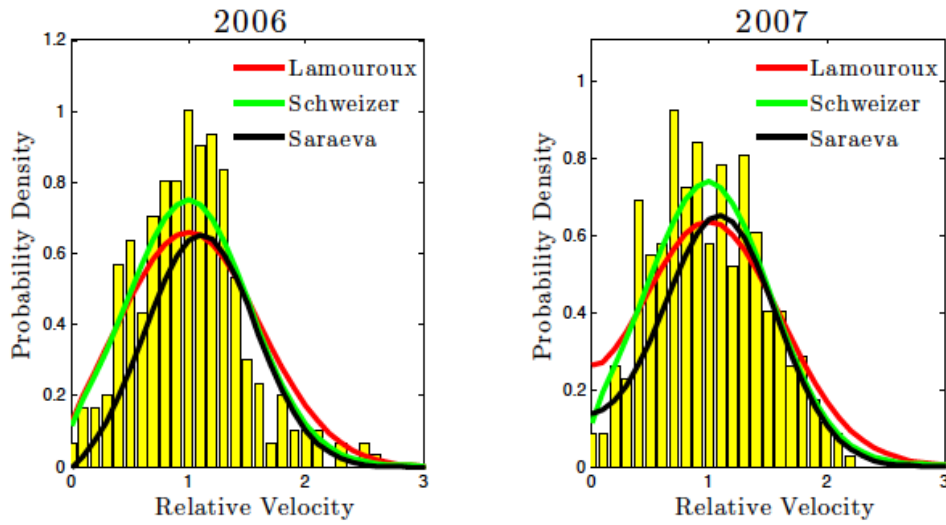 2006
1.2
1
0.8
0.6
0.4
0.2
0
Probability Density
Lamouroux
Schweizer
Saraeva
0 1 2 3
Relative Velocity
2007
1
0.8
0.6
0.4
0.2
0
Probability Density
Lamouroux
Schweizer
Saraeva
0 1 2 3
Relative Velocity